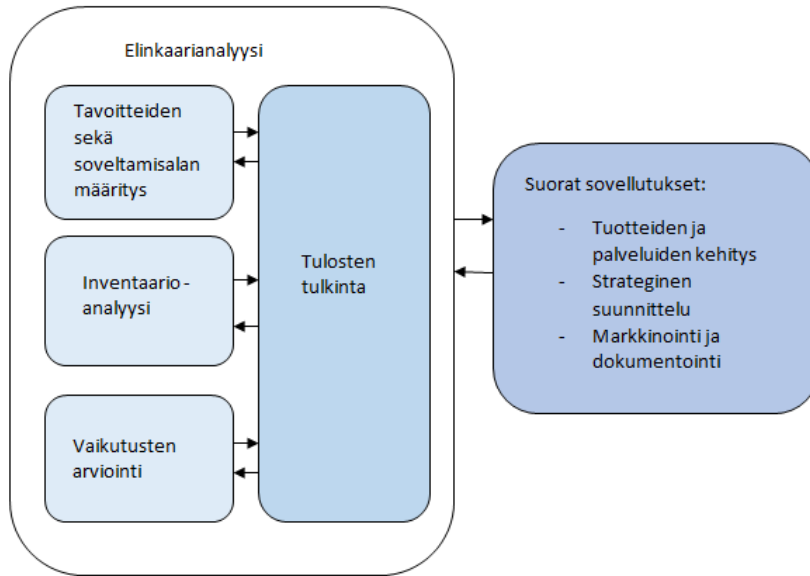 Elinkaarianalyysi
Tavoitteiden
sekä
soveltamisalan
määritys
Inventaario -
analyysi
Vaikutusten
arviointi
Tulosten
tulkinta
Suorat sovellutukset:
- Tuotteiden ja
palveluiden kehitys
- Strateginen
suunnittelu
- Markkinointi ja
dokumentointi